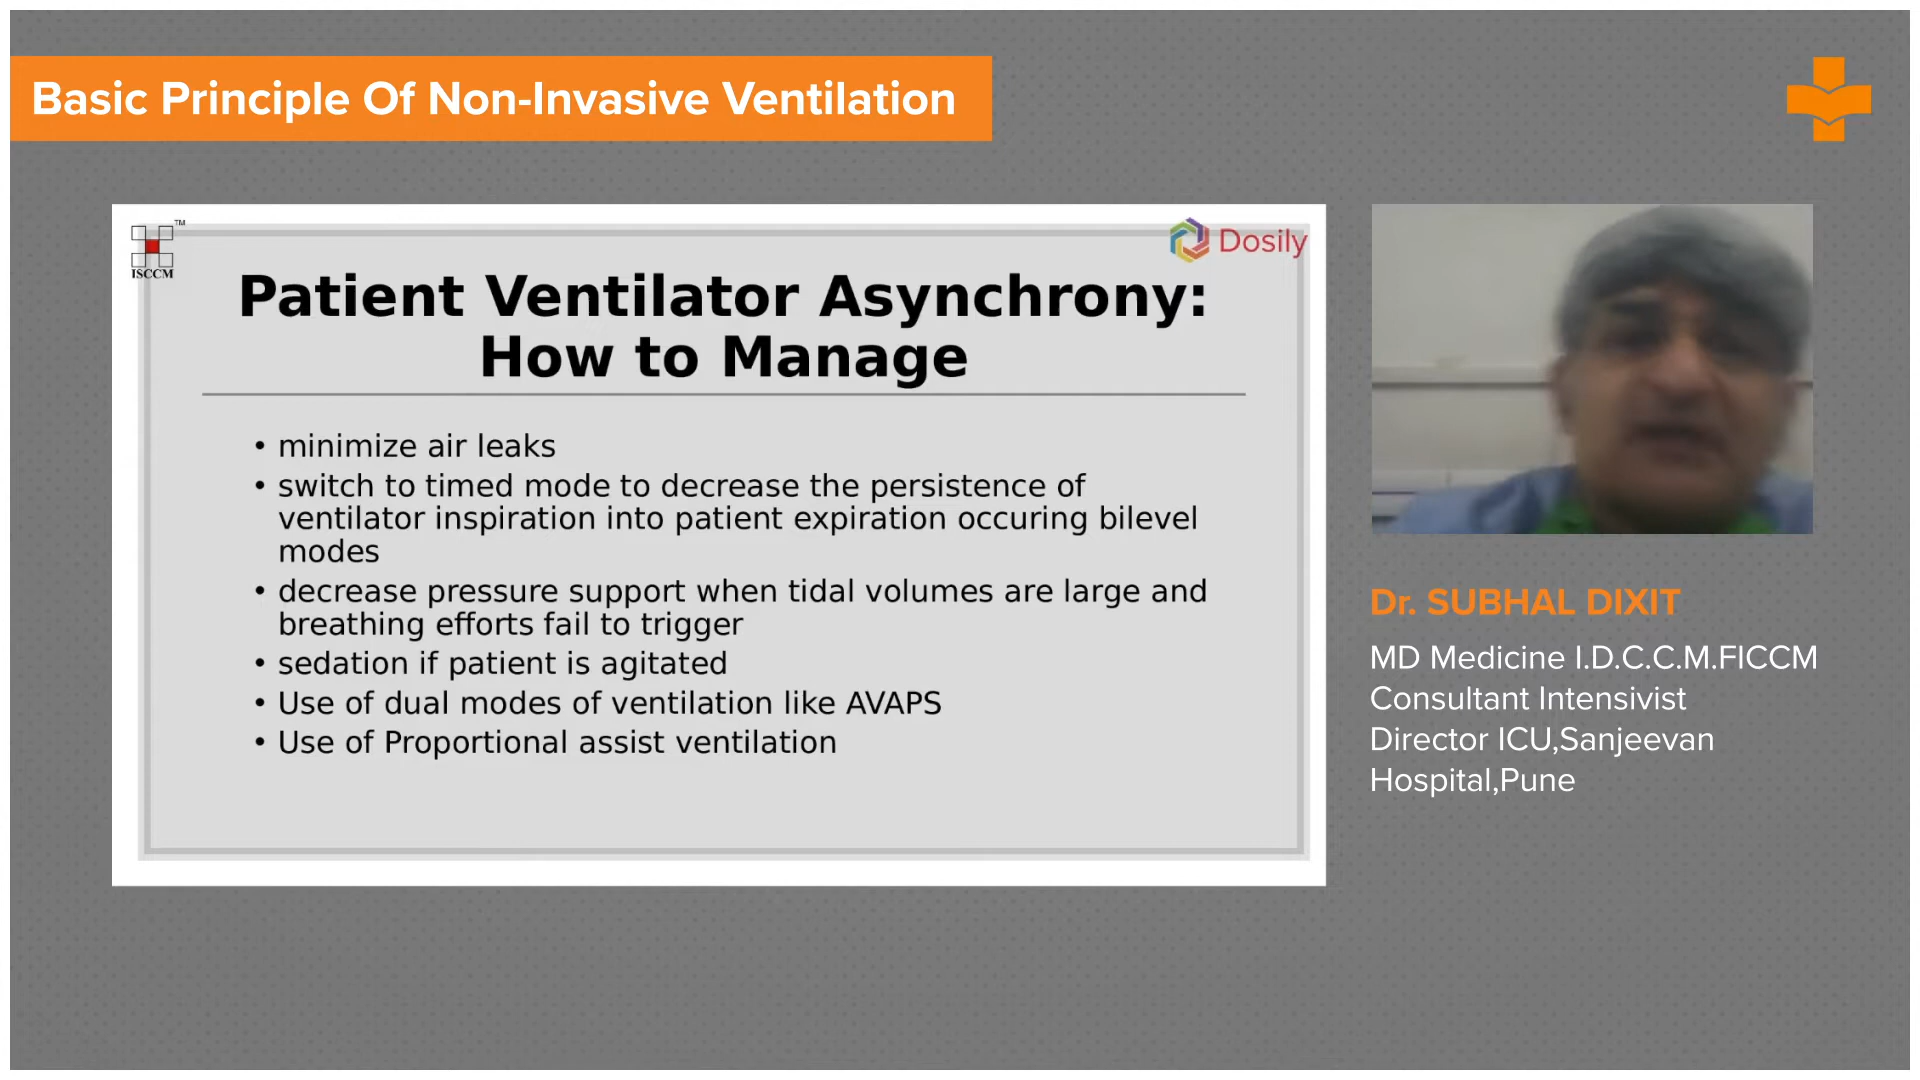 Basic Principle Of Non-Invasive Ventilation
TM
ISCCM
Dosily
Patient Ventilator Asynchrony:
How to Manage
• minimize air leaks
• switch to timed mode to decrease the persistence of
ventilator inspiration into patient expiration occuring bilevel
modes
• decrease pressure support when tidal volumes are large and
breathing efforts fail to trigger
• sedation if patient is agitated
• Use of dual modes of ventilation like AVAPS
• Use of Proportional assist ventilation
Dr. SUBHAL DIXIT
MD Medicine I.D.C.C.M.FICCM
Consultant Intensivist
Director ICU,Sanjeevan
Hospital,Pune